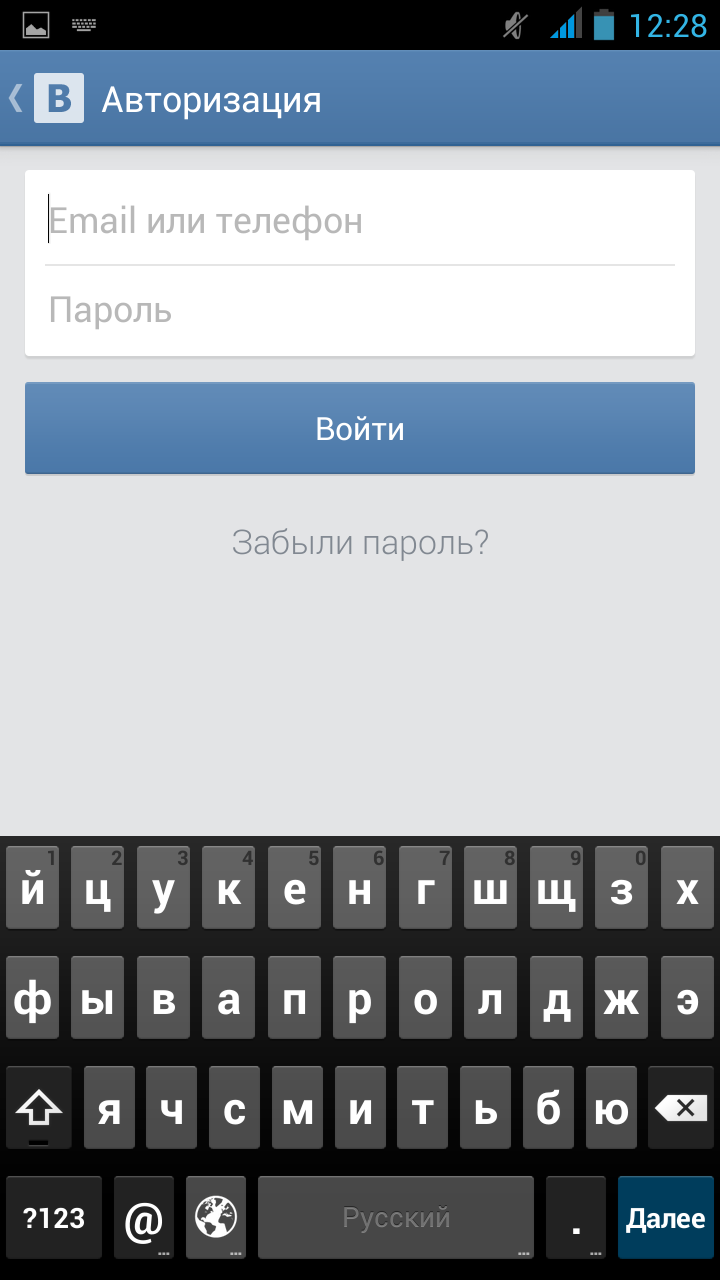 12:28
В Авторизация
Email или телефон
Пароль
Войти
Забыли пароль?
1 2 3 4 5 6 7 8 9 0
й ц у к е н г ш щ з х
ф ы в а п р о л д ж э
я ч с м и т ь б ю
?123 @ ... ... Русский ... . ... Далее